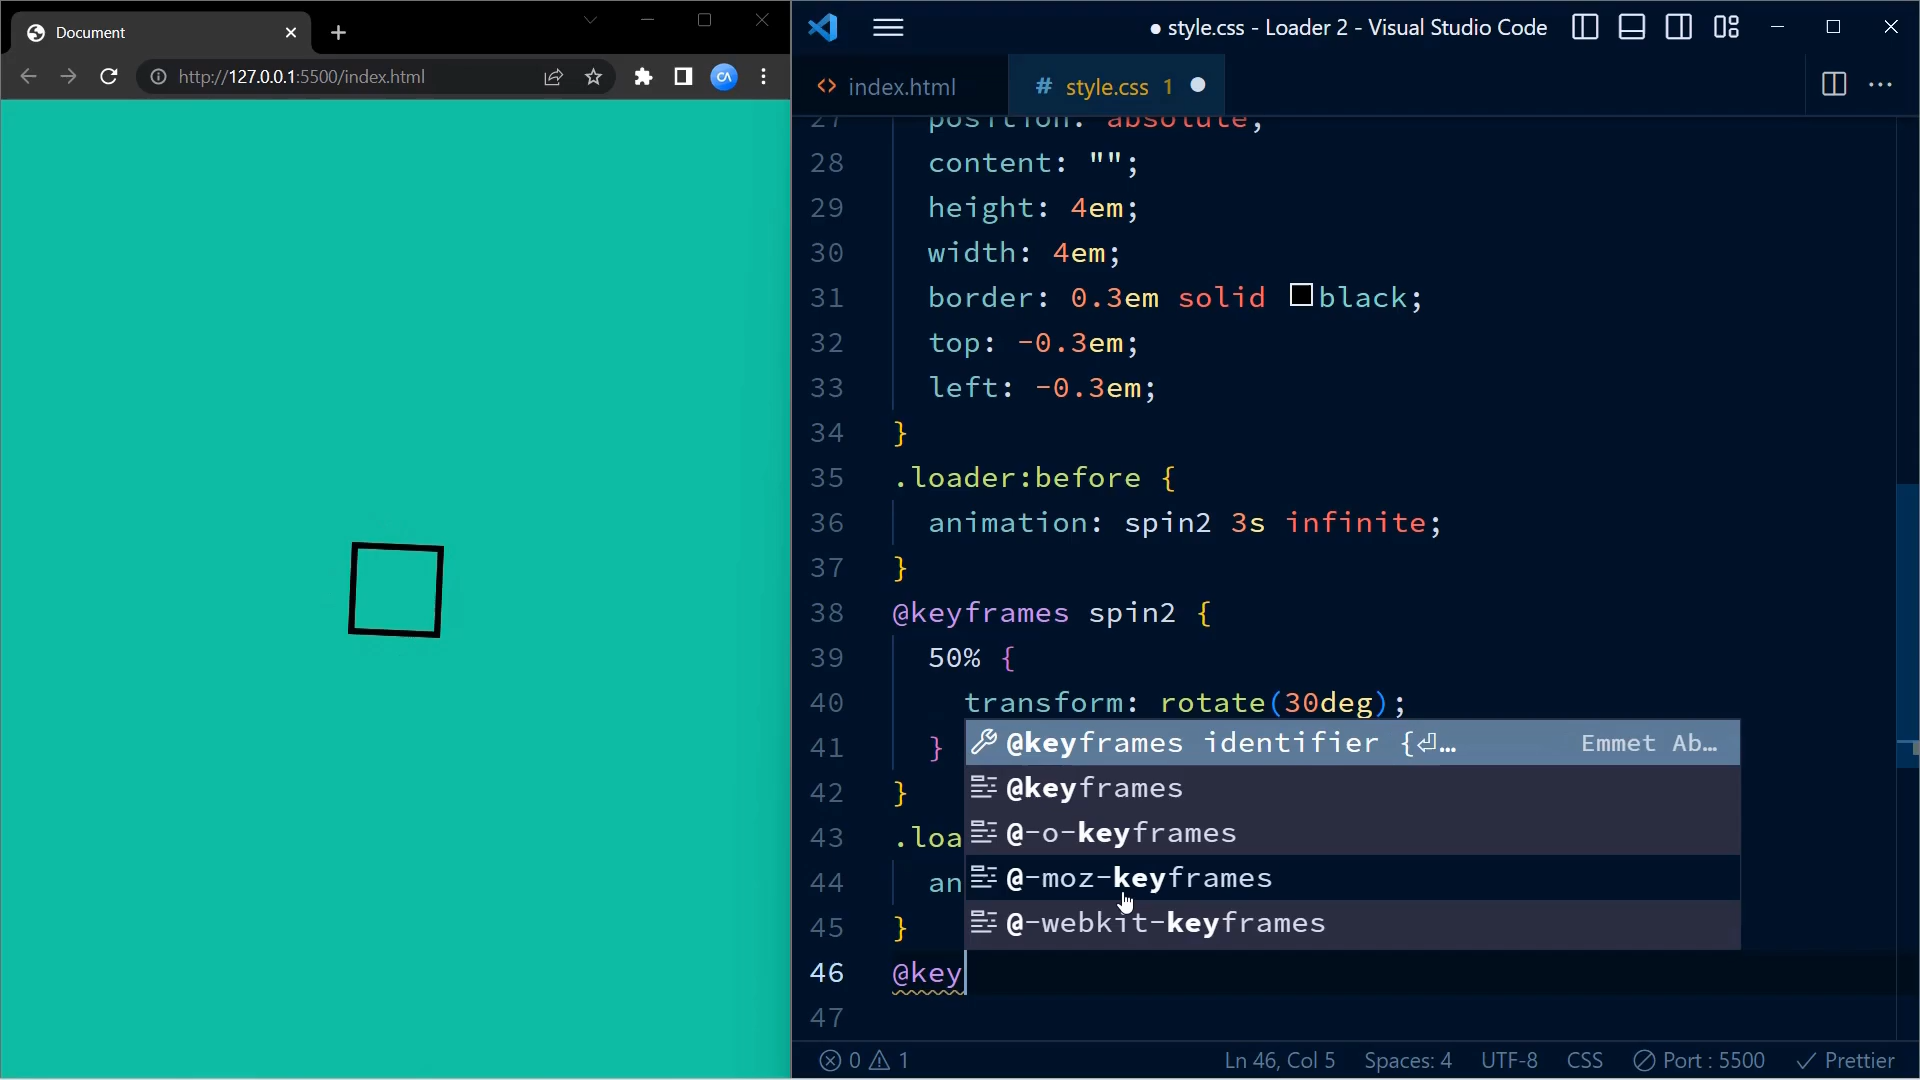 Document
http://127.0.0.1:5500/index.html
CA
● style.css - Loader 2 - Visual Studio Code
<> index.html
# style.css 1 ●
27 position: absolute;
28 content: "";
29 height: 4em;
30 width: 4em;
31 border: 0.3em solid black;
32 top: -0.3em;
33 left: -0.3em;
34 }
35 .loader:before {
36 animation: spin2 3s infinite;
37 }
38 @keyframes spin2 {
39 50% {
40 transform: rotate(30deg);
41 }
@keyframes identifier {⏎… Emmet Ab…
@keyframes
42 }
@-o-keyframes
43 .loa
@-moz-keyframes
44 an
@-webkit-keyframes
45 }
46 @key
47
0 1 Ln 46, Col 5 Spaces: 4 UTF-8 CSS Port : 5500 Prettier